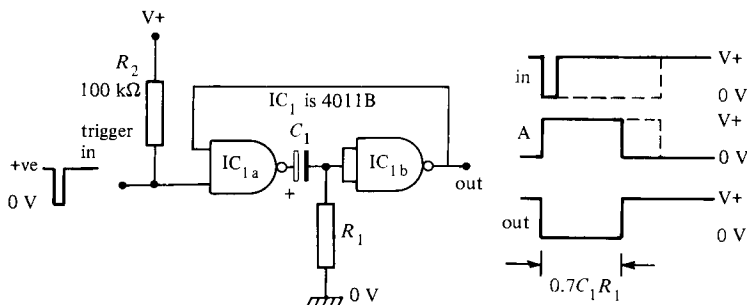 V+
R₂
100 kΩ
trigger
in
+ve
0 V
IC₁ is 4011B
IC₁ₐ
C₁
+
IC₁ b
out
R₁
0 V
in
V+
0 V
A
V+
0 V
out
V+
0 V
0.7C₁R₁